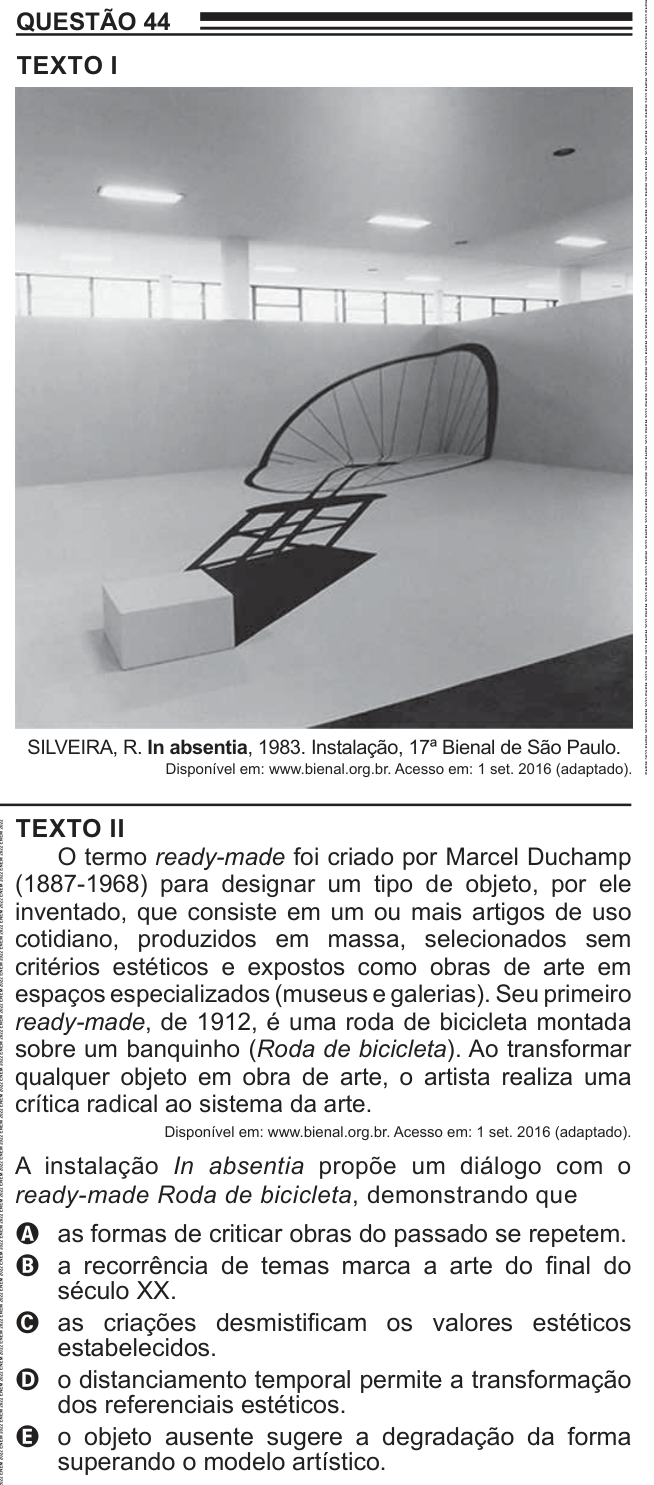 QUESTÃO 44
TEXTO I
SILVEIRA, R. In absentia, 1983. Instalação, 17ª Bienal de São Paulo.
Disponível em: www.bienal.org.br. Acesso em: 1 set. 2016 (adaptado).
TEXTO II
O termo ready-made foi criado por Marcel Duchamp
(1887-1968) para designar um tipo de objeto, por ele
inventado, que consiste em um ou mais artigos de uso
cotidiano, produzidos em massa, selecionados sem
critérios estéticos e expostos como obras de arte em
espaços especializados (museus e galerias). Seu primeiro
ready-made, de 1912, é uma roda de bicicleta montada
sobre um banquinho (Roda de bicicleta). Ao transformar
qualquer objeto em obra de arte, o artista realiza uma
crítica radical ao sistema da arte.
Disponível em: www.bienal.org.br. Acesso em: 1 set. 2016 (adaptado).
A instalação In absentia propõe um diálogo com o
ready-made Roda de bicicleta, demonstrando que
A as formas de criticar obras do passado se repetem.
B a recorrência de temas marca a arte do final do
século XX.
C as criações desmistificam os valores estéticos
estabelecidos.
D o distanciamento temporal permite a transformação
dos referenciais estéticos.
E o objeto ausente sugere a degradação da forma
superando o modelo artístico.